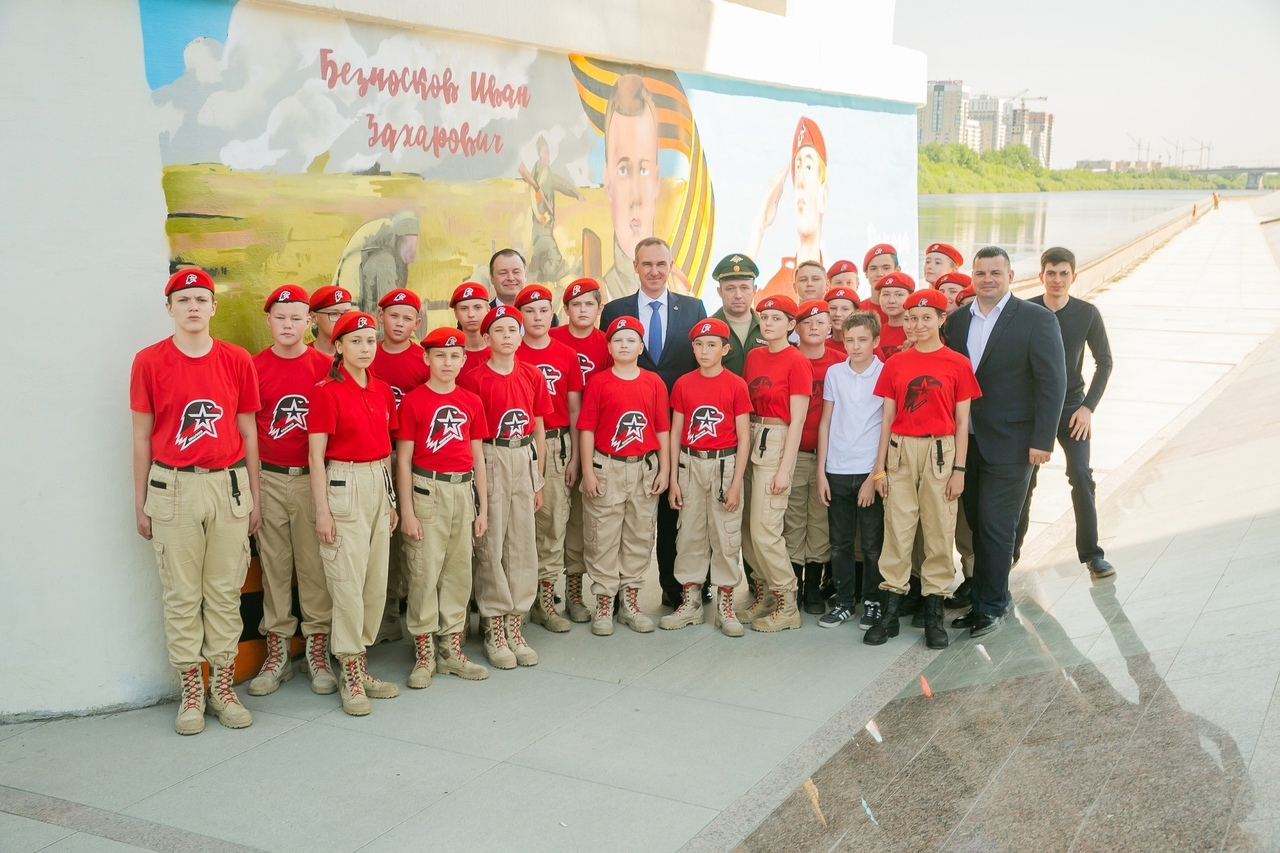 Безносков Иван
Захарович